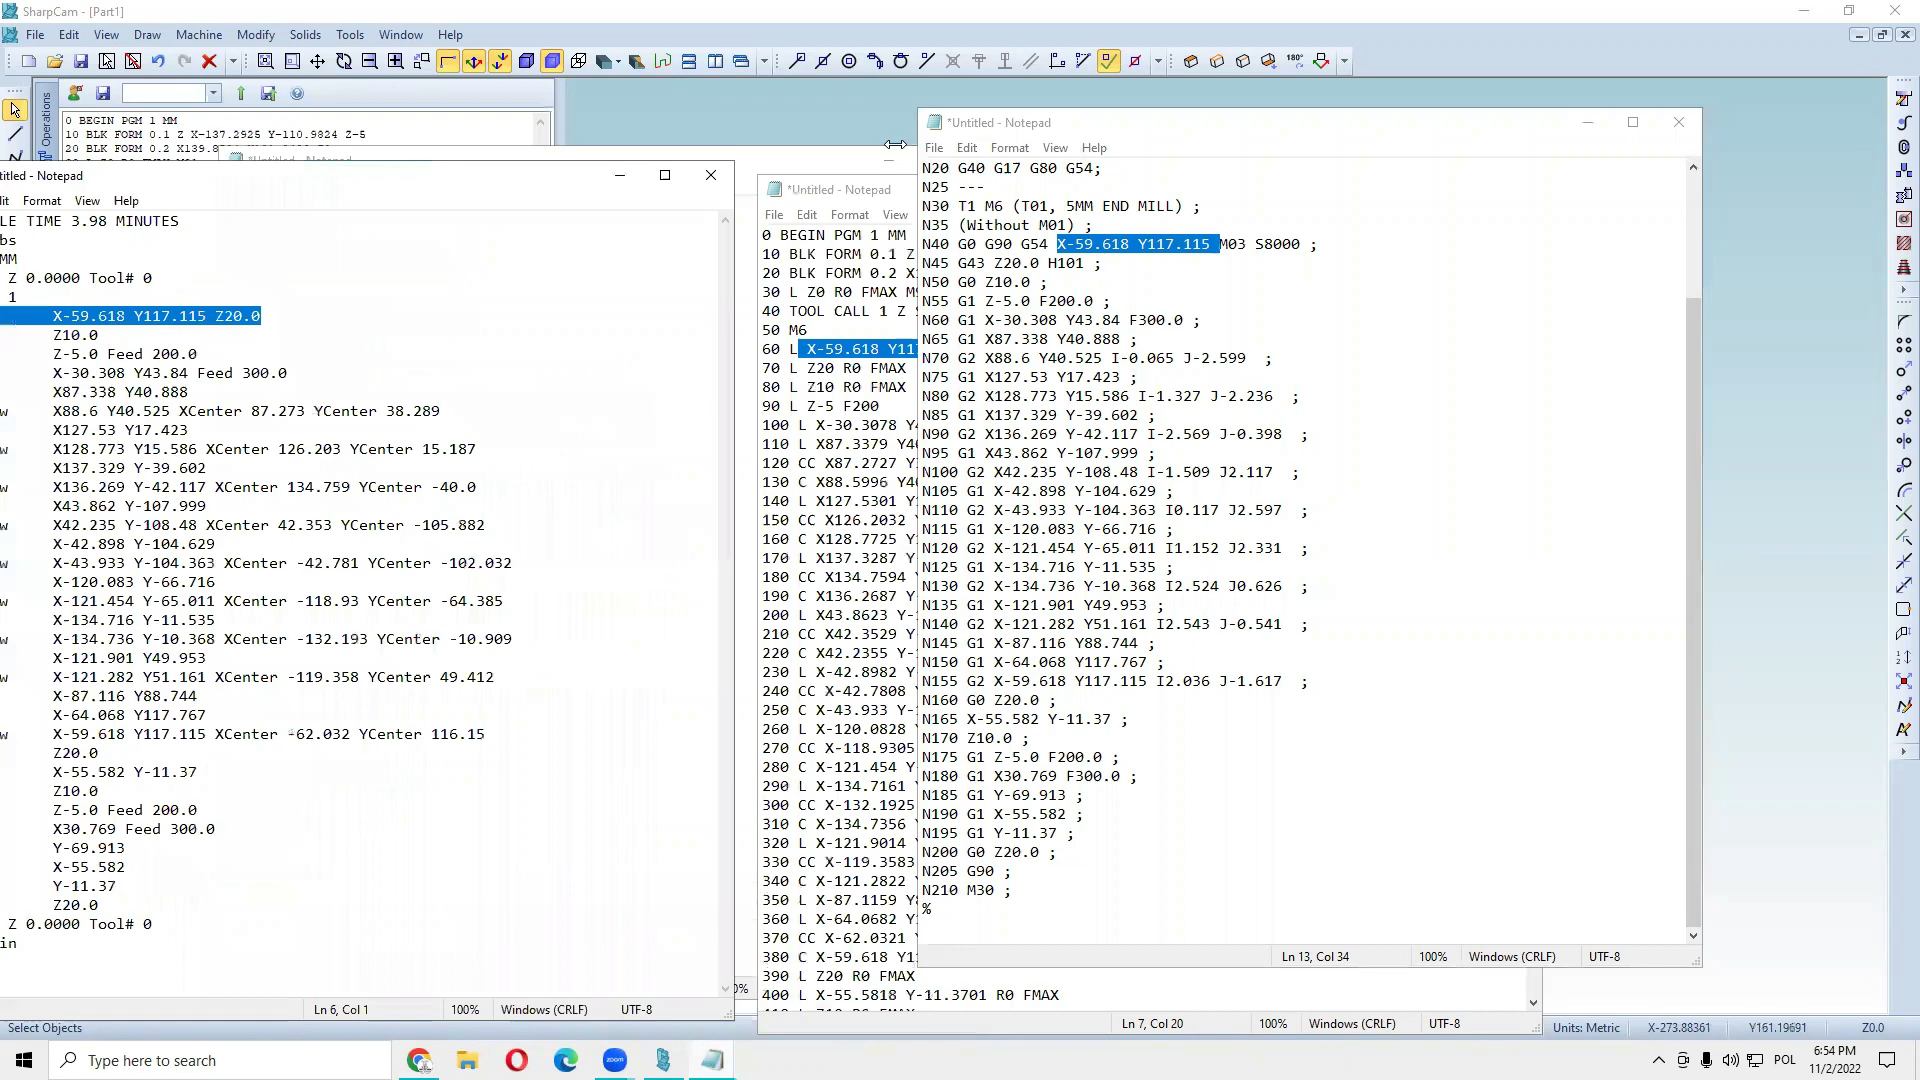 SharpCam - [Part1]
File Edit View Draw Machine Modify Solids Tools Options Window Help
180°
Operations
0 BEGIN PGM 1 MM
10 BLK FORM 0.1 Z X-137.2925 Y-110.9824 Z-5
*Untitled - Notepad
titled - Notepad
Format View Help
LE TIME 3.98 MINUTES
bs
MM
Z 0.0000 Tool# 0
1
X-59.618 Y117.115 Z20.0
Z10.0
Z-5.0 Feed 200.0
X-30.308 Y43.84 Feed 300.0
X87.338 Y40.888
w X88.6 Y40.525 XCenter 87.273 YCenter 38.289
X127.53 Y17.423
w X128.773 Y15.586 XCenter 126.203 YCenter 15.187
X137.329 Y-39.602
w X136.269 Y-42.117 XCenter 134.759 YCenter -40.0
X43.862 Y-107.999
w X42.235 Y-108.48 XCenter 42.353 YCenter -105.882
X-42.898 Y-104.629
w X-43.933 Y-104.363 XCenter -42.781 YCenter -102.032
X-120.083 Y-66.716
w X-121.454 Y-65.011 XCenter -118.93 YCenter -64.385
X-134.716 Y-11.535
w X-134.736 Y-10.368 XCenter -132.193 YCenter -10.909
X-121.901 Y49.953
w X-121.282 Y51.161 XCenter -119.358 YCenter 49.412
X-87.116 Y88.744
X-64.068 Y117.767
w X-59.618 Y117.115 XCenter -62.032 YCenter 116.15
Z20.0
X-55.582 Y-11.37
Z10.0
Z-5.0 Feed 200.0
X30.769 Feed 300.0
Y-69.913
X-55.582
Y-11.37
Z20.0
Z 0.0000 Tool# 0
in
Ln 6, Col 1 100% Windows (CRLF) UTF-8
*Untitled - Notepad
File Edit Format View
0 BEGIN PGM 1 MM
10 BLK FORM 0.1 Z
20 BLK FORM 0.2 X1
30 L Z0 R0 FMAX M9
40 TOOL CALL 1 Z S
50 M6
60 L X-59.618 Y117
70 L Z20 R0 FMAX
80 L Z10 R0 FMAX
90 L Z-5 F200
100 L X-30.3078 Y4
110 L X87.3379 Y40
120 CC X87.2727 Y
130 C X88.5996 Y40
140 L X127.5301 Y1
150 CC X126.2032 Y
160 C X128.7725 Y1
170 L X137.3287 Y-
180 CC X134.7594 Y
190 C X136.2687 Y-
200 L X43.8623 Y-1
210 CC X42.3529 Y-
220 C X42.2355 Y-1
230 L X-42.8982 Y-
240 CC X-42.7808 Y
250 C X-43.933 Y-1
260 L X-120.0828 Y
270 CC X-118.9305
280 C X-121.454 Y-
290 L X-134.7161 Y
300 CC X-132.1925
310 C X-134.7356 Y
320 L X-121.9014 Y
330 CC X-119.3583
340 C X-121.2822 Y
350 L X-87.1159 Y8
360 L X-64.0682 Y1
370 CC X-62.0321 Y
380 C X-59.618 Y11
390 L Z20 R0 FMAX
400 L X-55.5818 Y-11.3701 R0 FMAX
Ln 7, Col 20 100% Windows (CRLF) UTF-8
*Untitled - Notepad
File Edit Format View Help
N20 G40 G17 G80 G54;
N25 ---
N30 T1 M6 (T01, 5MM END MILL) ;
N35 (Without M01) ;
N40 G0 G90 G54 X-59.618 Y117.115 M03 S8000 ;
N45 G43 Z20.0 H101 ;
N50 G0 Z10.0 ;
N55 G1 Z-5.0 F200.0 ;
N60 G1 X-30.308 Y43.84 F300.0 ;
N65 G1 X87.338 Y40.888 ;
N70 G2 X88.6 Y40.525 I-0.065 J-2.599 ;
N75 G1 X127.53 Y17.423 ;
N80 G2 X128.773 Y15.586 I-1.327 J-2.236 ;
N85 G1 X137.329 Y-39.602 ;
N90 G2 X136.269 Y-42.117 I-2.569 J-0.398 ;
N95 G1 X43.862 Y-107.999 ;
N100 G2 X42.235 Y-108.48 I-1.509 J2.117 ;
N105 G1 X-42.898 Y-104.629 ;
N110 G2 X-43.933 Y-104.363 I0.117 J2.597 ;
N115 G1 X-120.083 Y-66.716 ;
N120 G2 X-121.454 Y-65.011 I1.152 J2.331 ;
N125 G1 X-134.716 Y-11.535 ;
N130 G2 X-134.736 Y-10.368 I2.524 J0.626 ;
N135 G1 X-121.901 Y49.953 ;
N140 G2 X-121.282 Y51.161 I2.543 J-0.541 ;
N145 G1 X-87.116 Y88.744 ;
N150 G1 X-64.068 Y117.767 ;
N155 G2 X-59.618 Y117.115 I2.036 J-1.617 ;
N160 G0 Z20.0 ;
N165 X-55.582 Y-11.37 ;
N170 Z10.0 ;
N175 G1 Z-5.0 F200.0 ;
N180 G1 X30.769 F300.0 ;
N185 G1 Y-69.913 ;
N190 G1 X-55.582 ;
N195 G1 Y-11.37 ;
N200 G0 Z20.0 ;
N205 G90 ;
N210 M30 ;
%
Ln 13, Col 34 100% Windows (CRLF) UTF-8
Select Objects
Units: Metric X-273.88361 Y161.19691 Z0.0
Type here to search
zoom
POL
6:54 PM
11/2/2022